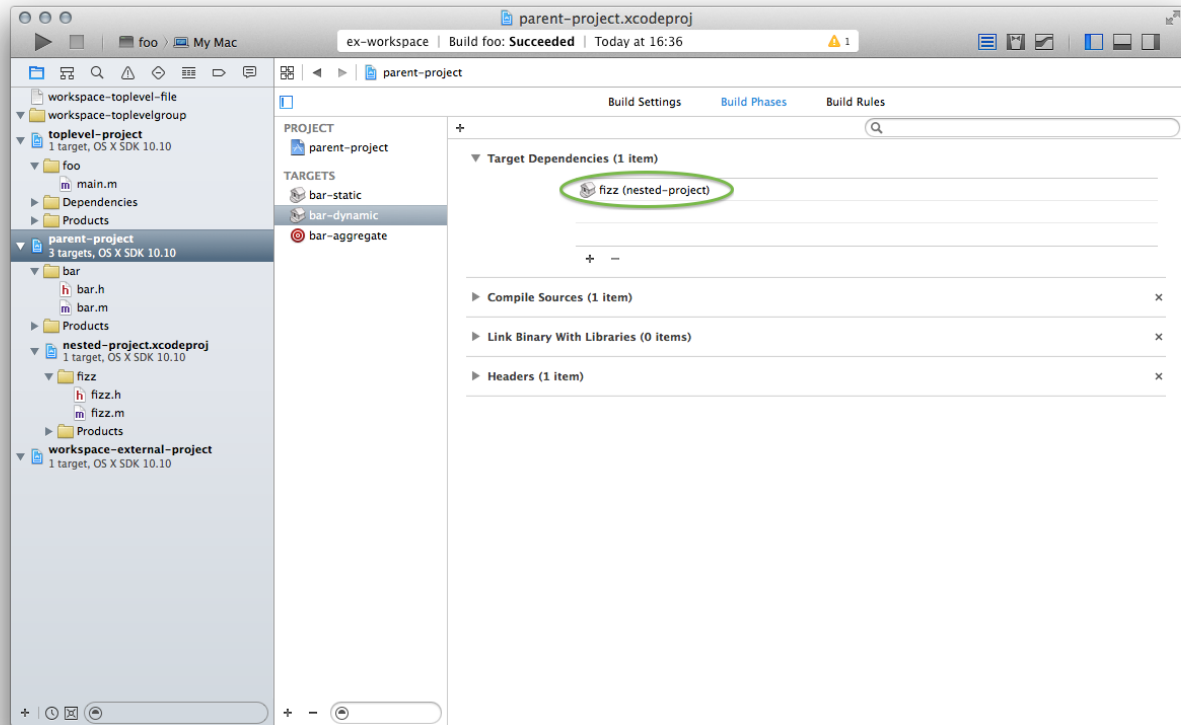 parent-project.xcodeproj
foo My Mac
ex-workspace Build foo: Succeeded Today at 16:36 1
parent-project
workspace-toplevel-file
workspace-toplevelgroup
toplevel-project
1 target, OS X SDK 10.10
foo
m main.m
Dependencies
Products
parent-project
3 targets, OS X SDK 10.10
bar
h bar.h
m bar.m
Products
nested-project.xcodeproj
1 target, OS X SDK 10.10
fizz
h fizz.h
m fizz.m
Products
workspace-external-project
1 target, OS X SDK 10.10
PROJECT
parent-project
TARGETS
bar-static
bar-dynamic
bar-aggregate
Build Settings Build Phases Build Rules
Target Dependencies (1 item)
fizz (nested-project)
Compile Sources (1 item)
Link Binary With Libraries (0 items)
Headers (1 item)